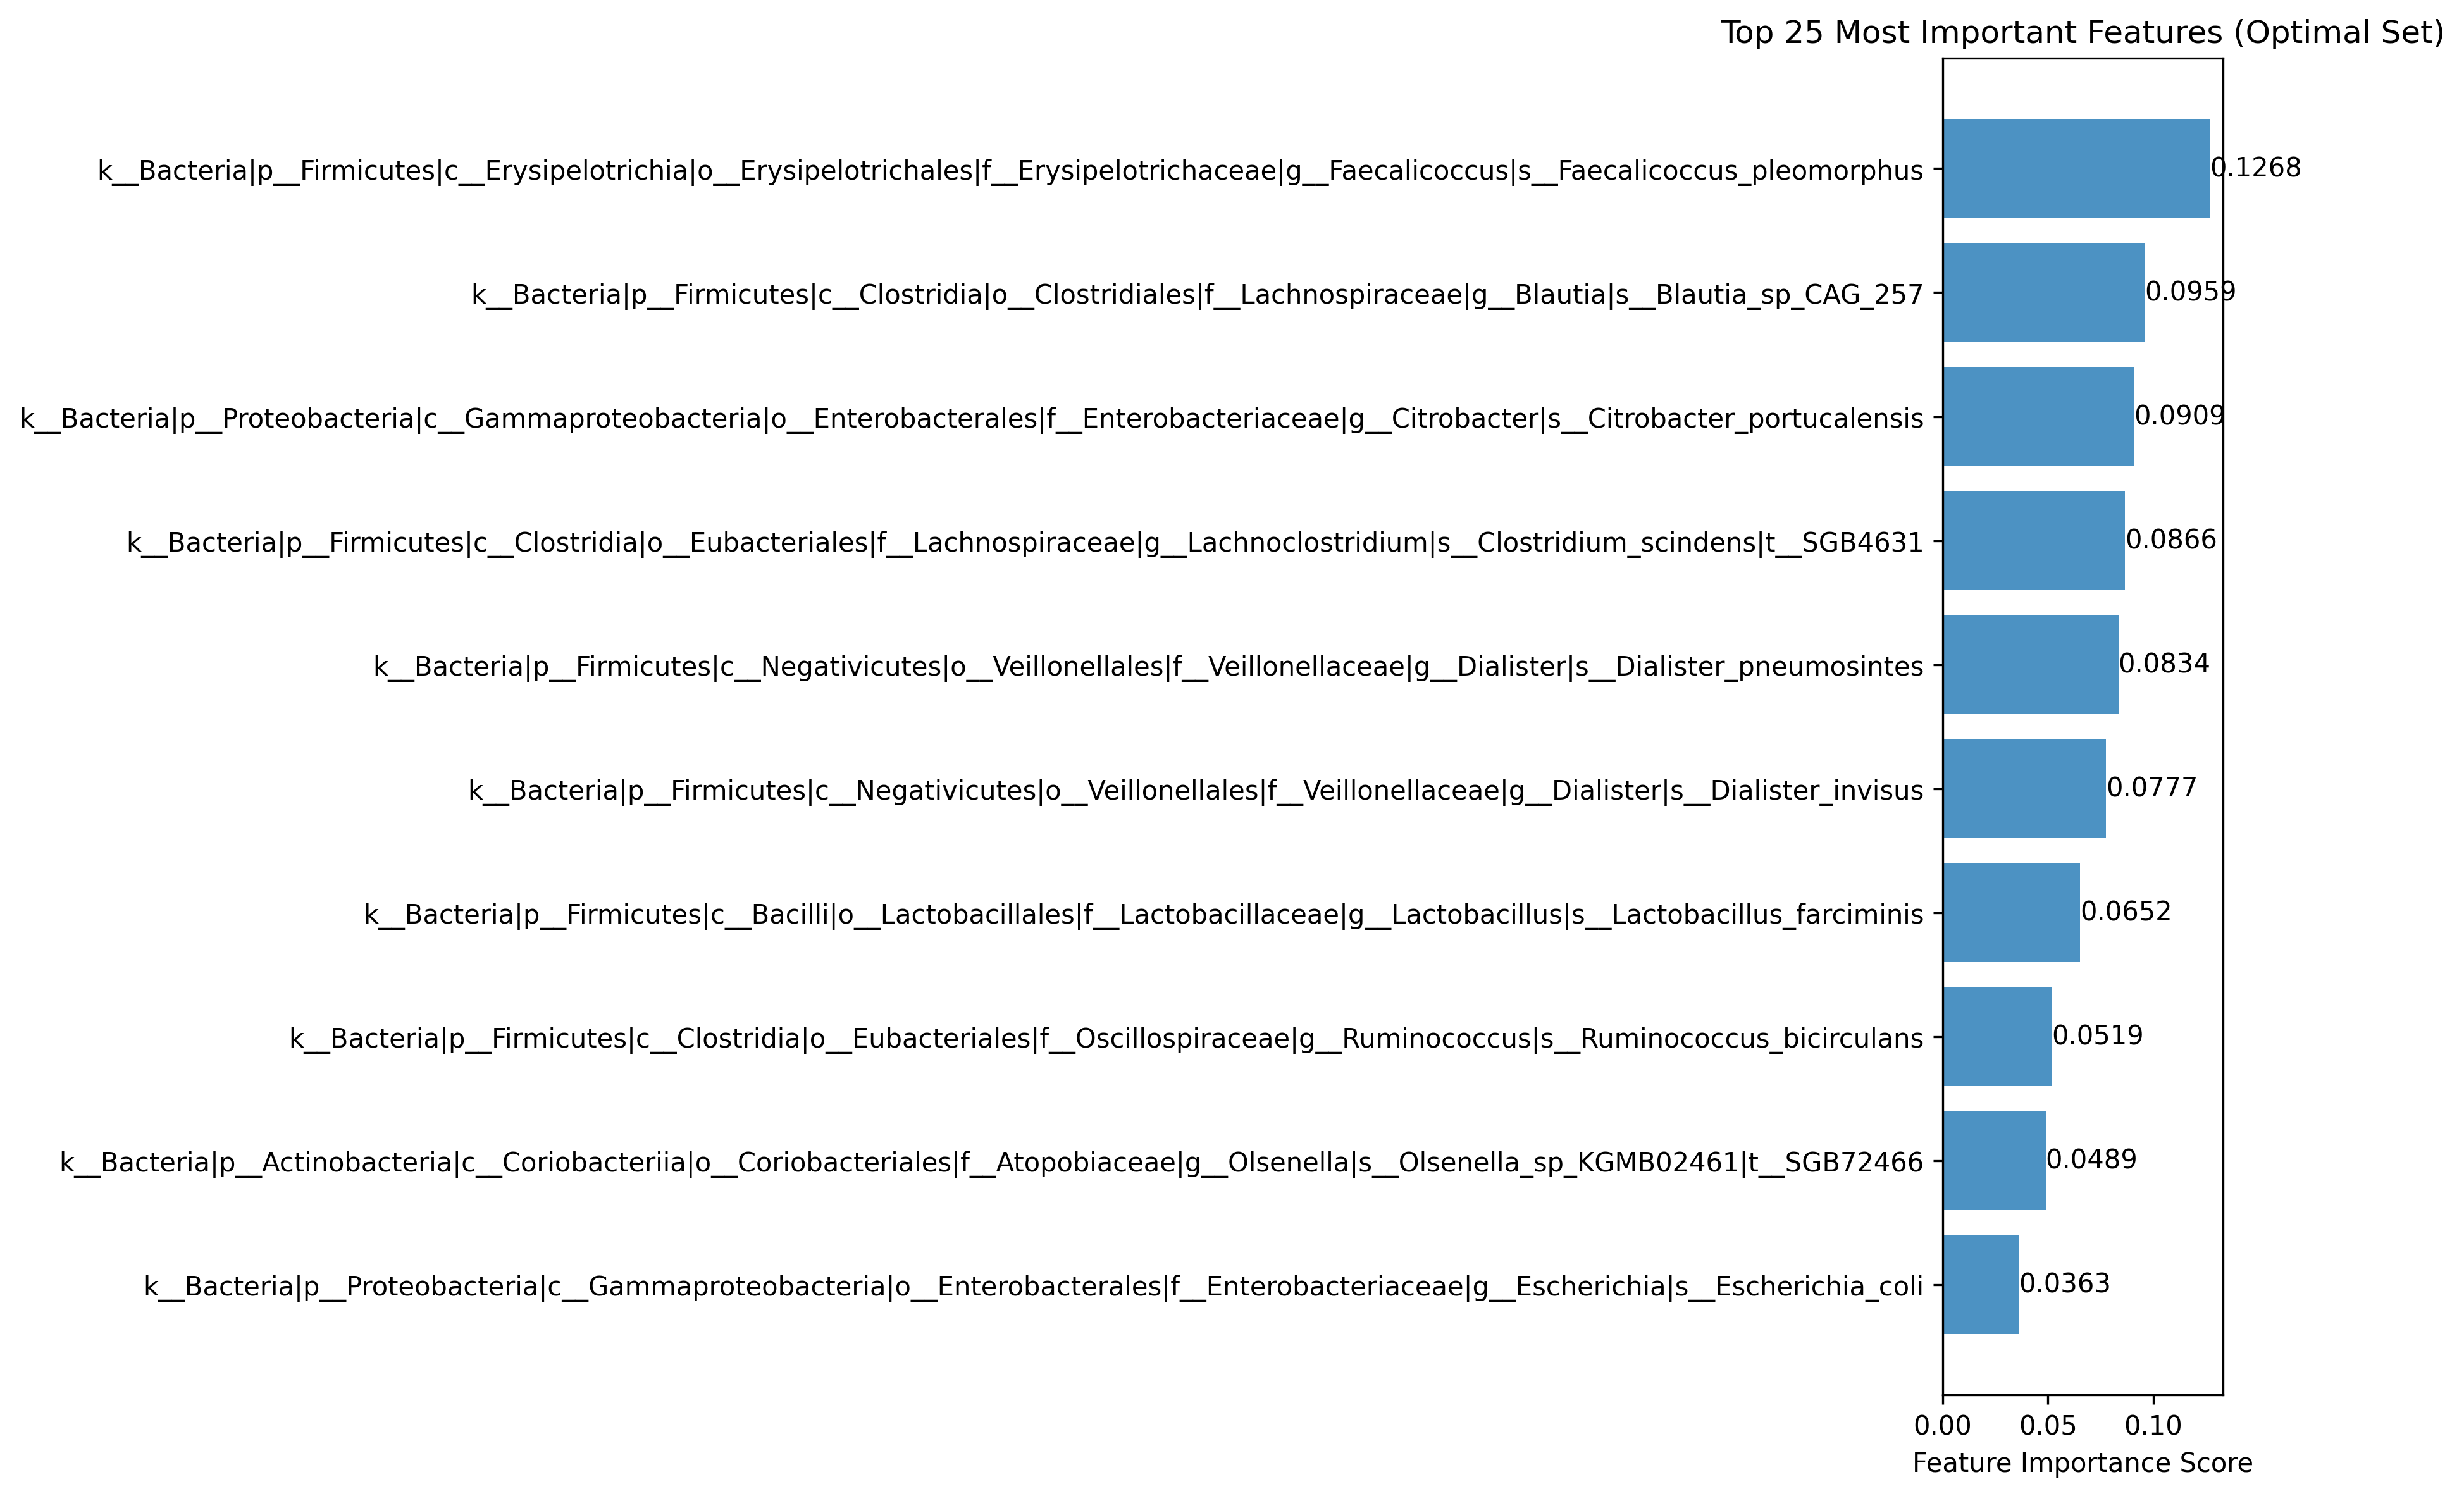 Top 25 Most Important Features (Optimal Set)
k__Bacteria|p__Firmicutes|c__Erysipelotrichia|o__Erysipelotrichales|f__Erysipelotrichaceae|g__Faecalicoccus|s__Faecalicoccus_pleomorphus 0.1268
k__Bacteria|p__Firmicutes|c__Clostridia|o__Clostridiales|f__Lachnospiraceae|g__Blautia|s__Blautia_sp_CAG_257 0.0959
k__Bacteria|p__Proteobacteria|c__Gammaproteobacteria|o__Enterobacterales|f__Enterobacteriaceae|g__Citrobacter|s__Citrobacter_portucalensis 0.0909
k__Bacteria|p__Firmicutes|c__Clostridia|o__Eubacteriales|f__Lachnospiraceae|g__Lachnoclostridium|s__Clostridium_scindens|t__SGB4631 0.0866
k__Bacteria|p__Firmicutes|c__Negativicutes|o__Veillonellales|f__Veillonellaceae|g__Dialister|s__Dialister_pneumosintes 0.0834
k__Bacteria|p__Firmicutes|c__Negativicutes|o__Veillonellales|f__Veillonellaceae|g__Dialister|s__Dialister_invisus 0.0777
k__Bacteria|p__Firmicutes|c__Bacilli|o__Lactobacillales|f__Lactobacillaceae|g__Lactobacillus|s__Lactobacillus_farciminis 0.0652
k__Bacteria|p__Firmicutes|c__Clostridia|o__Eubacteriales|f__Oscillospiraceae|g__Ruminococcus|s__Ruminococcus_bicirculans 0.0519
k__Bacteria|p__Actinobacteria|c__Coriobacteriia|o__Coriobacteriales|f__Atopobiaceae|g__Olsenella|s__Olsenella_sp_KGMB02461|t__SGB72466 0.0489
k__Bacteria|p__Proteobacteria|c__Gammaproteobacteria|o__Enterobacterales|f__Enterobacteriaceae|g__Escherichia|s__Escherichia_coli 0.0363
0.00 0.05 0.10
Feature Importance Score